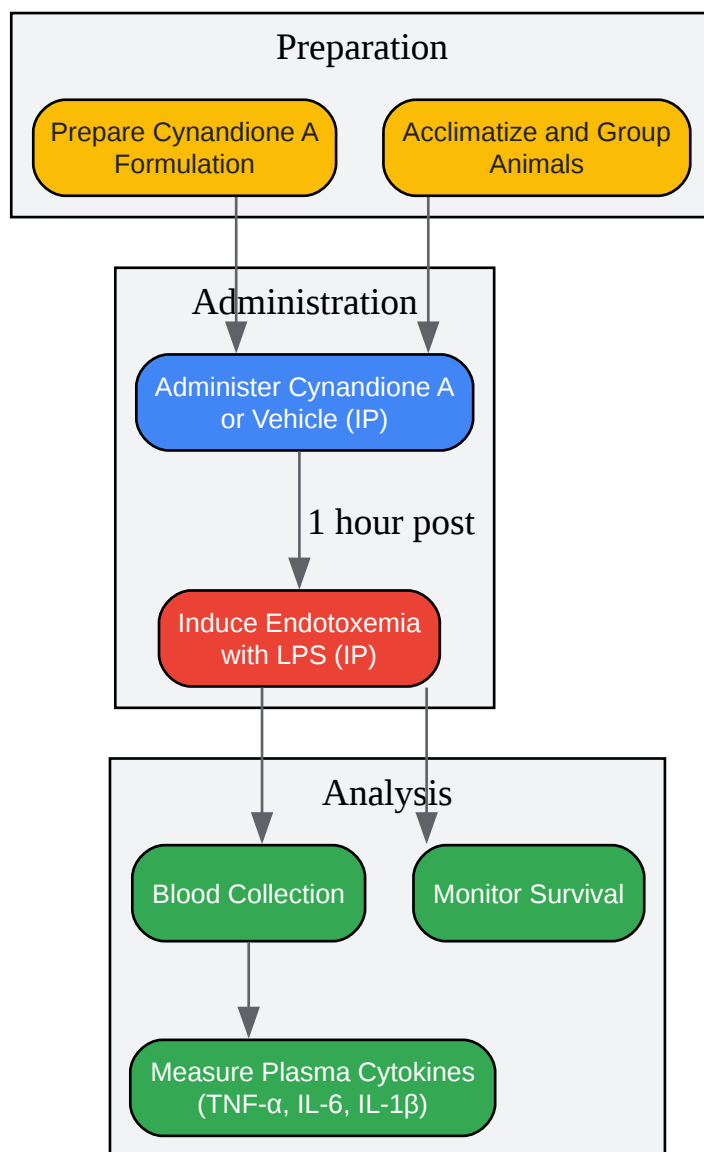 Preparation
Prepare Cynandione A
Formulation
Acclimatize and Group
Animals
Administration
Administer Cynandione A
or Vehicle (IP)
1 hour post
Induce Endotoxemia
with LPS (IP)
Analysis
Blood Collection
Monitor Survival
Measure Plasma Cytokines
(TNF-α, IL-6, IL-1β)